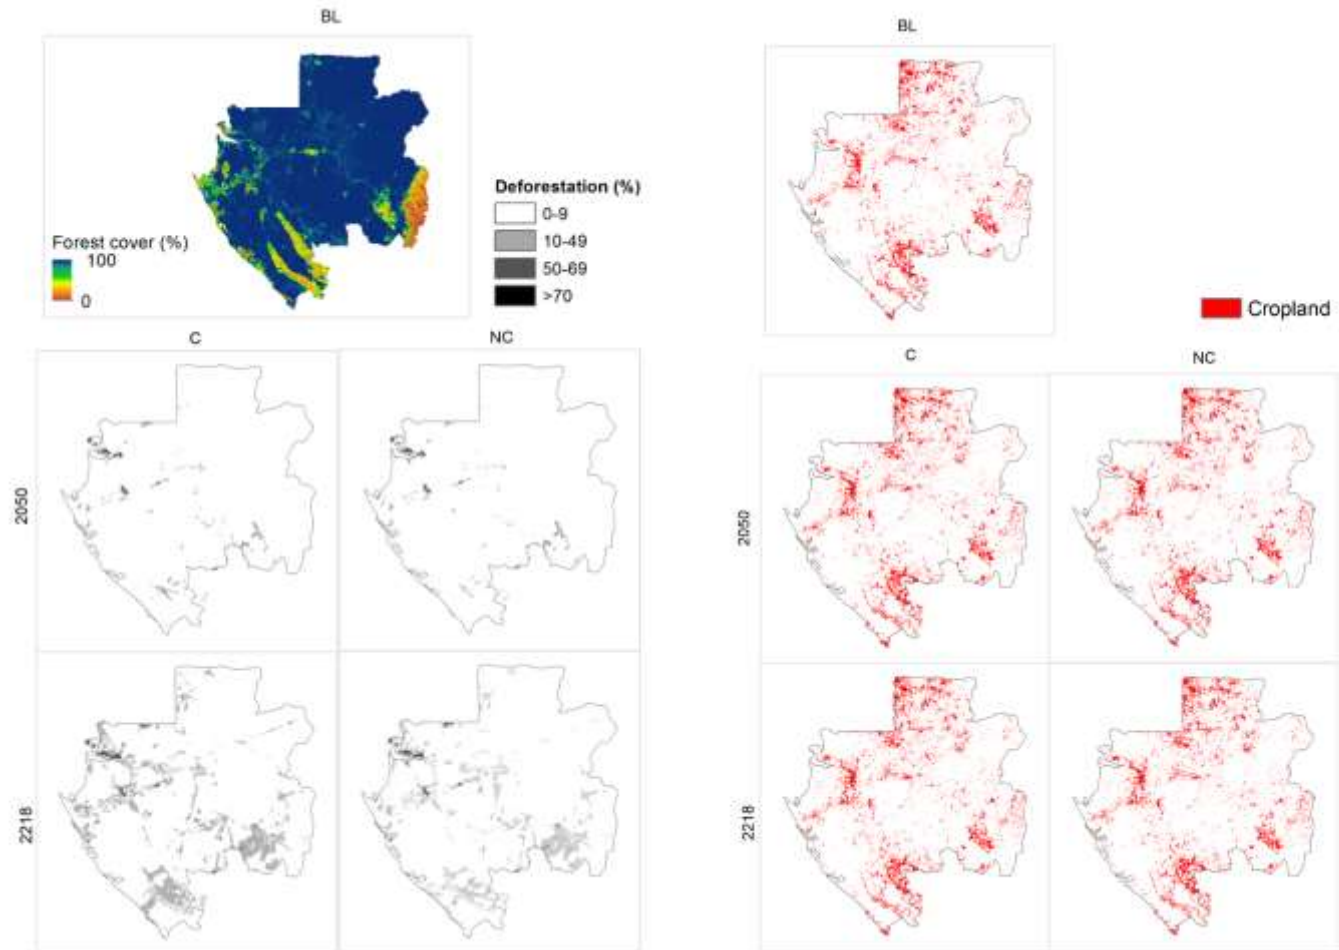 BL
Forest cover (%)
100
0
Deforestation (%)
0-9
10-49
50-69
>70
C
NC
2050
2218
BL
Cropland
C
NC
2050
2218